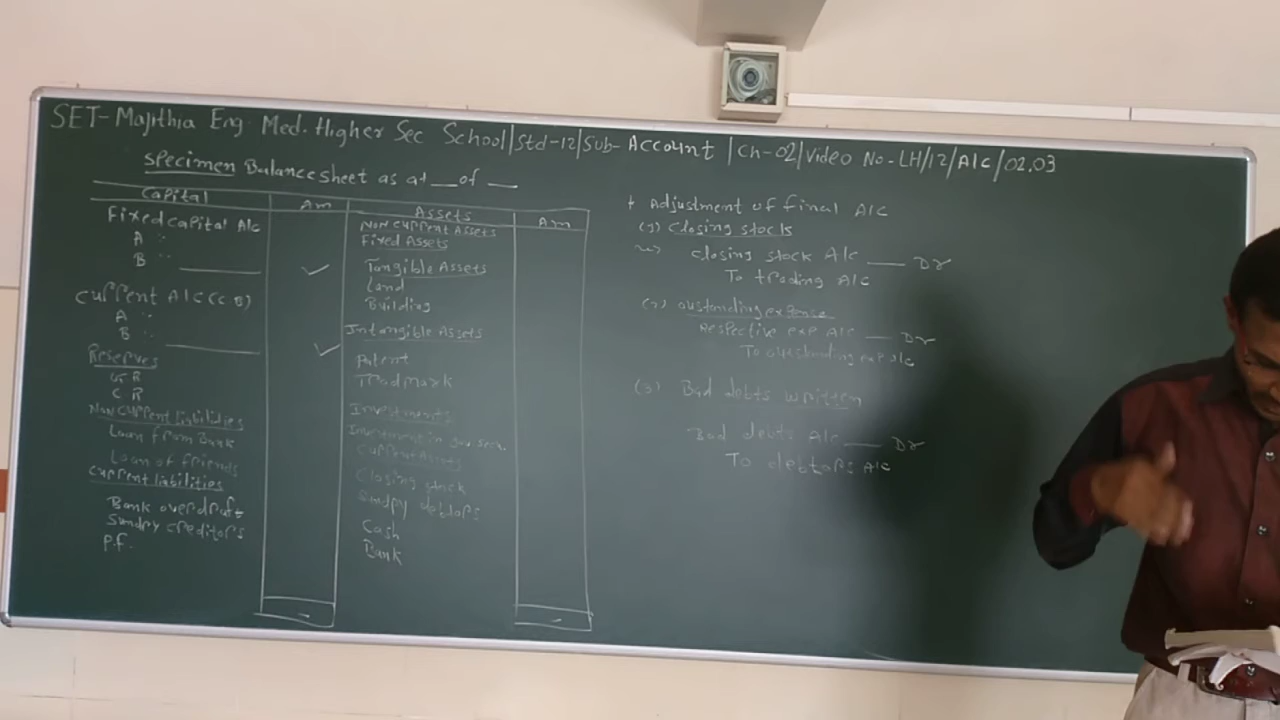 SET-Majithia Eng Med. Higher Sec School/Std-12/Sub-Account/Ch-02/Video No-LH/12/A/c/02.03
Specimen Balancesheet as at __ of __
Capital Am Assets Am
Fixed capital A/c
A :-
B :-
Current A/C (C B)
A :-
B :-
Reserves
G R
C R
Non current liabilities
Loan from Bank
Loan of friends
Current liabilities
Bank overdraft
Sundry creditors
P.f.
Non current Assets
Fixed Assets
Tangible Assets
Land
Building
Intangible Assets
Patent
Tradmark
Investments
Investment in gov. sec.
Current Assets
Closing stock
Sundry debtors
Cash
Bank
Adjustment of final A/C
(1) Closing stock
Closing stock A/c ___ Dr
To trading A/C
(2) oustanding expense
Respective exp A/c ___ Dr
To outstanding exp A/c
(3) Bad debts written
Bad debts A/c ___ Dr
To debtors A/c